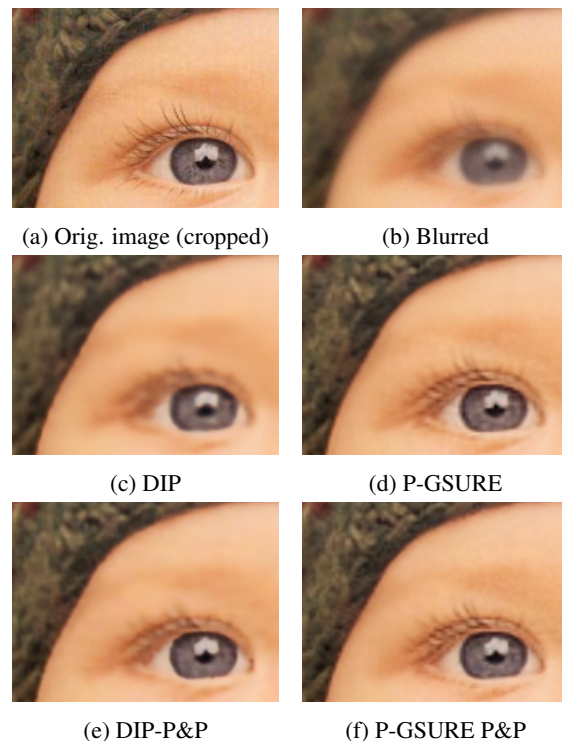 (a) Orig. image (cropped)
(b) Blurred
(c) DIP
(d) P-GSURE
(e) DIP-P&P
(f) P-GSURE P&P